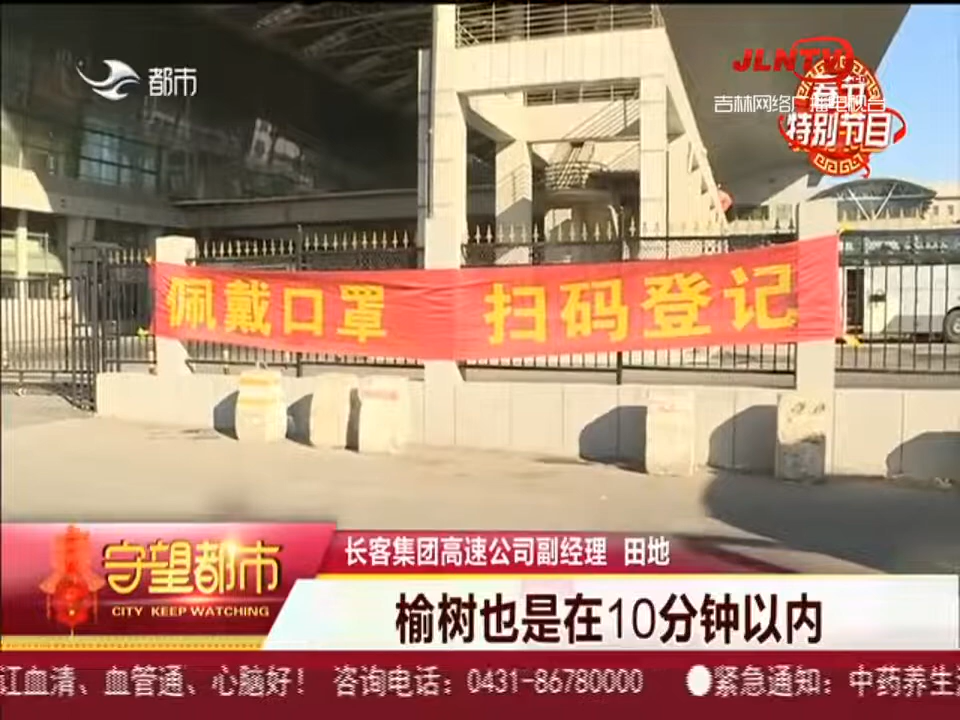 都市
JLNTV
吉林网络广播电视台
春节
特别节目
佩戴口罩 扫码登记
守望都市
CITY KEEP WATCHING
长客集团高速公司副经理 田地
榆树也是在10分钟以内
江血清、血管通、心脑好！ 咨询电话：0431-86780000 ●紧急通知：中药养生